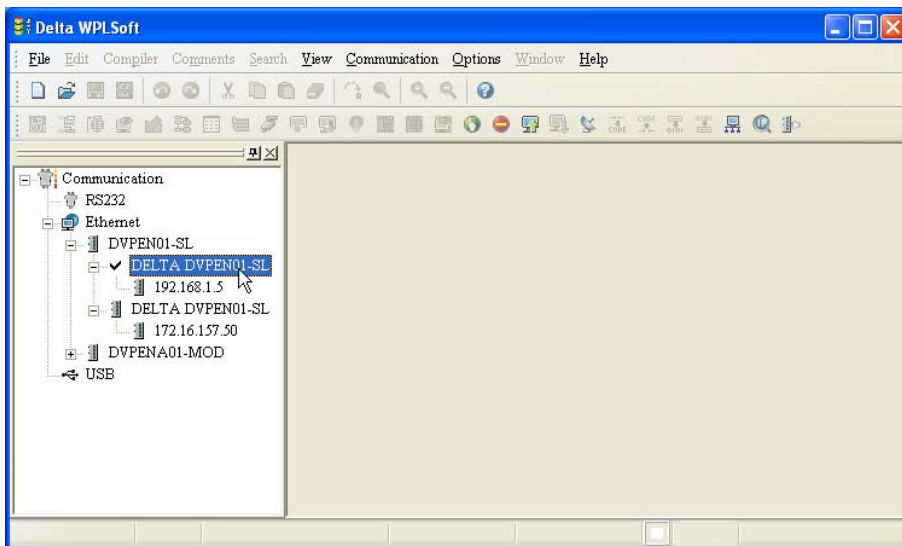 Delta WPLSoft
File Edit Compiler Comments Search View Communication Options Window Help
Communication
RS232
Ethernet
DVPEN01-SL
DELTA DVPEN01-SL
192.168.1.5
DELTA DVPEN01-SL
172.16.157.50
DVPENA01-MOD
USB